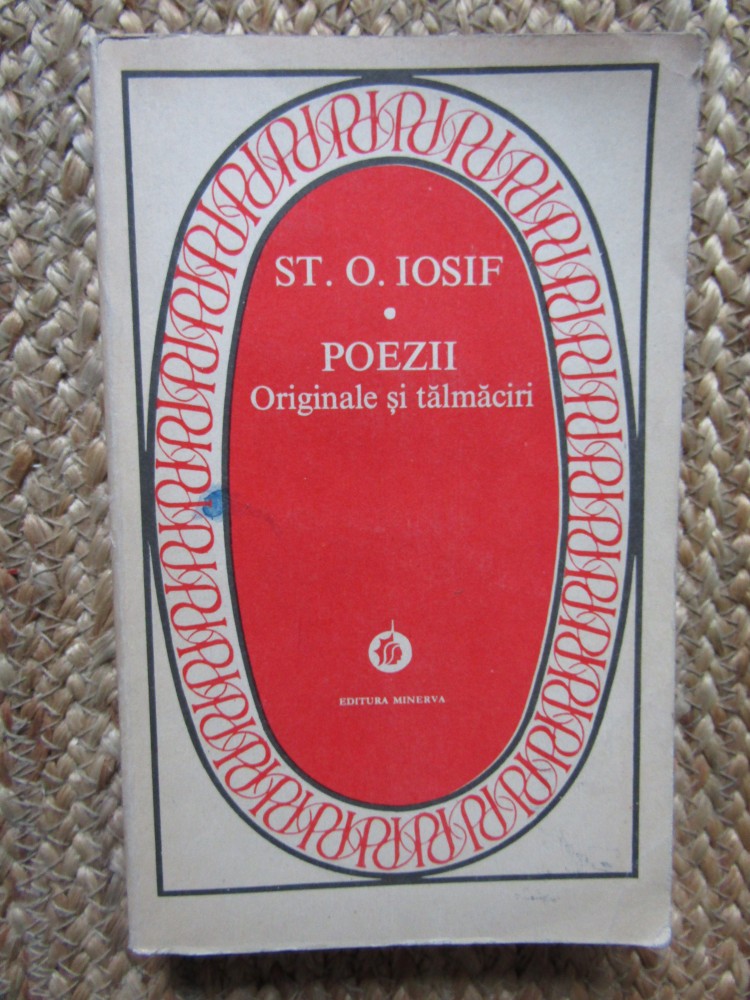 ST. O. IOSIF
•
POEZII
Originale și tălmăciri
EDITURA MINERVA